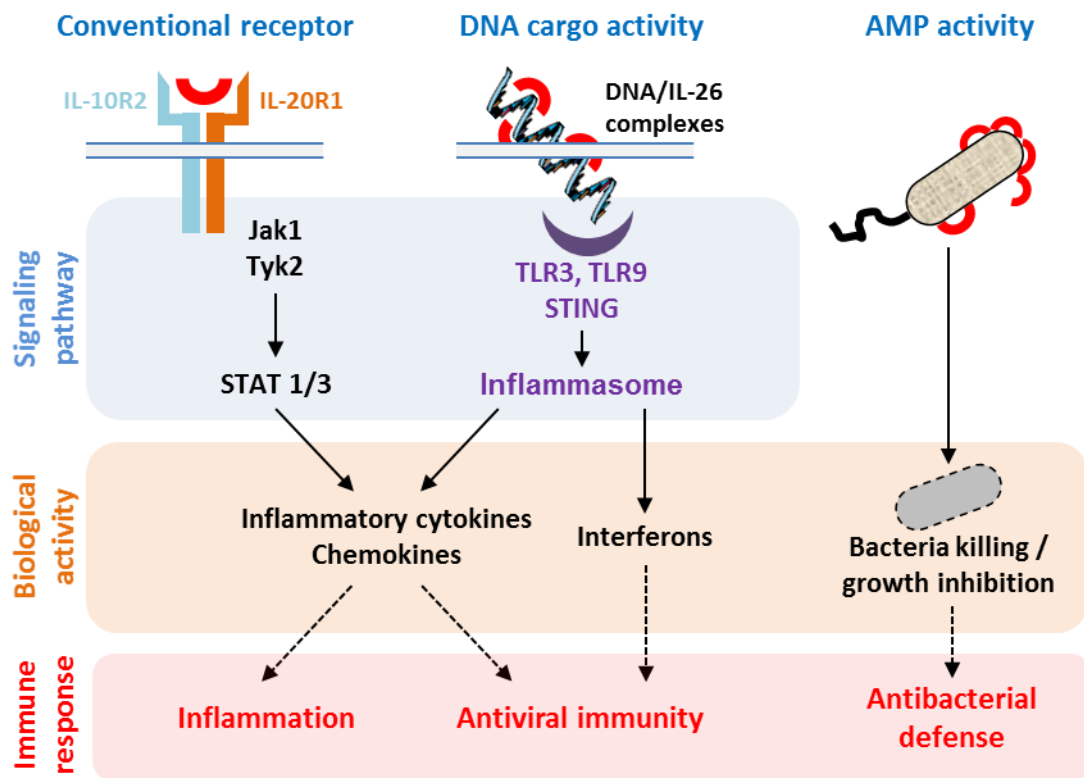 Conventional receptor
DNA cargo activity
AMP activity
IL-10R2
IL-20R1
DNA/IL-26
complexes
Signaling
pathway
Jak1
Tyk2
TLR3, TLR9
STING
STAT 1/3
Inflammasome
Biological
activity
Inflammatory cytokines
Chemokines
Interferons
Bacteria killing /
growth inhibition
Immune
response
Inflammation
Antiviral immunity
Antibacterial
defense